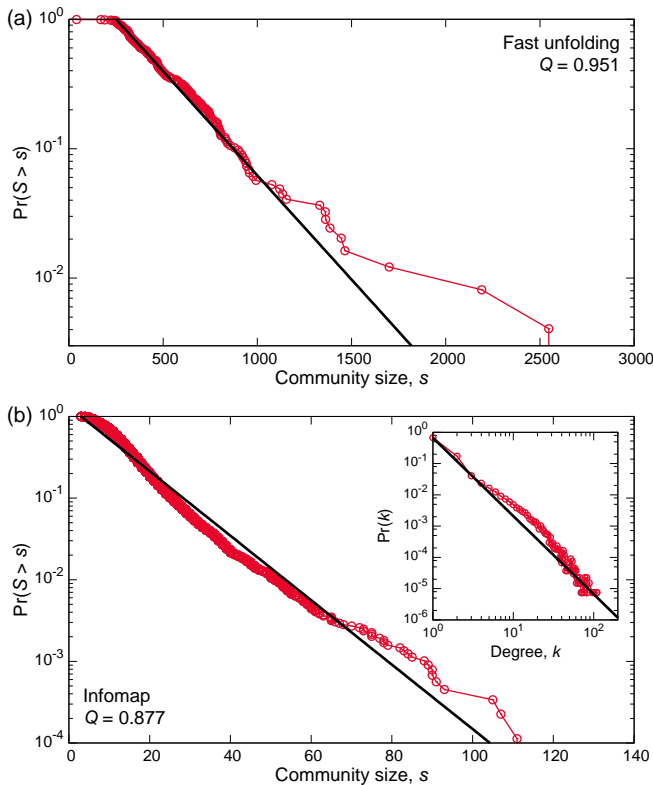 (a)
Fast unfolding
Q = 0.951
Pr(S > s)
10^0
10^-1
10^-2
0 500 1000 1500 2000 2500 3000
Community size, s
(b)
Pr(S > s)
10^0
10^-1
10^-2
10^-3
10^-4
Infomap
Q = 0.877
0 20 40 60 80 100 120 140
Community size, s
Pr(k)
10^0
10^-1
10^-2
10^-3
10^-4
10^-5
10^-6
10^0 10^1 10^2
Degree, k